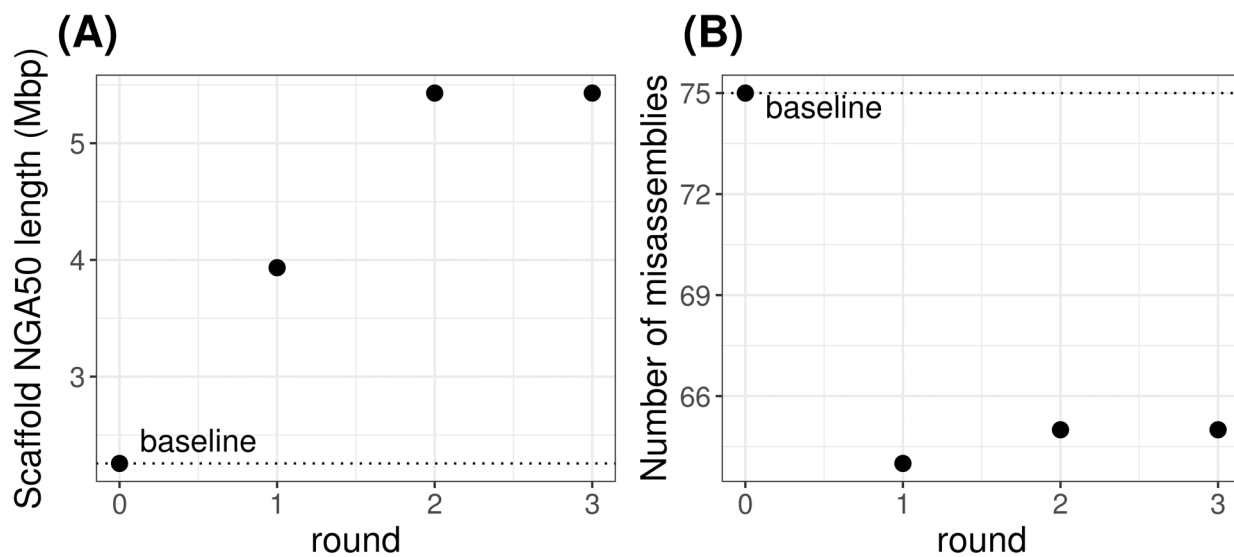 (A)
Scaffold NGA50 length (Mbp)
5
4
3
baseline
0 1 2 3
round
(B)
Number of misassemblies
75
72
69
66
baseline
0 1 2 3
round